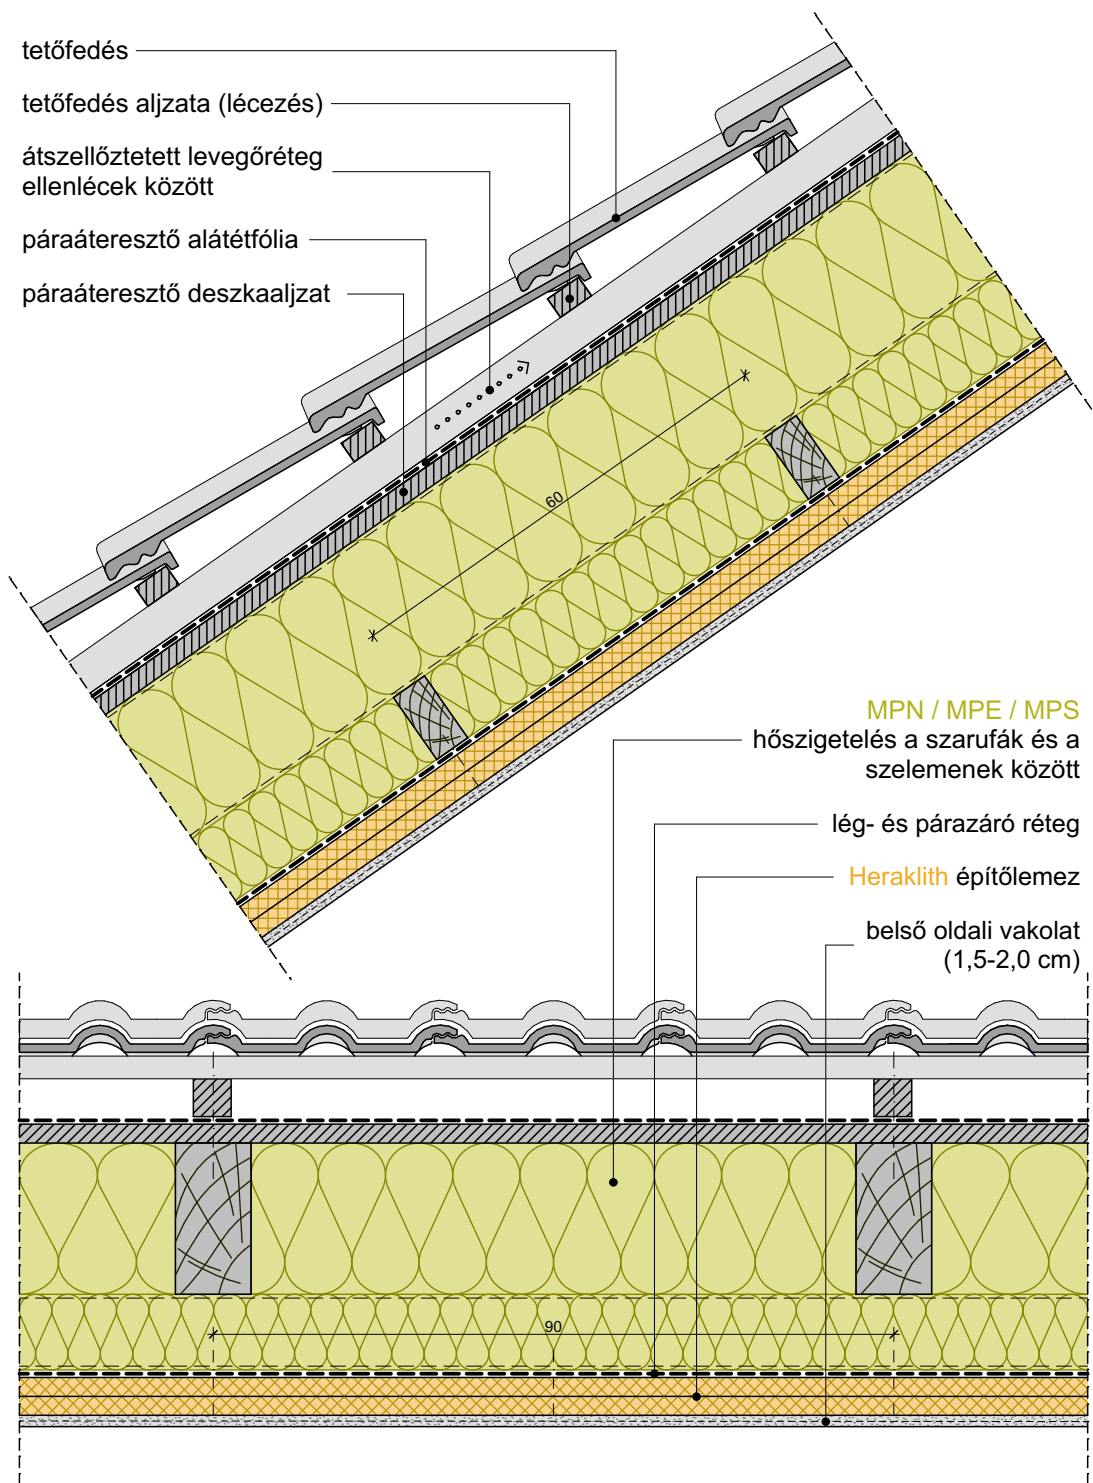 tetőfedés
tetőfedés aljzata (lécezés)
átszellőztetett levegőréteg
ellenlécek között
páraáteresztő alátétfólia
páraáteresztő deszkaaljzat
60
MPN / MPE / MPS
hőszigetelés a szarufák és a
szelemenek között
lég- és párazáró réteg
Heraklith építőlemez
belső oldali vakolat
(1,5-2,0 cm)
90